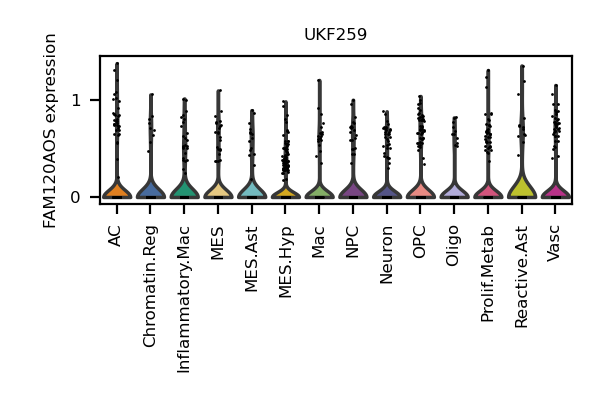 UKF259
FAM120AOS expression
1
0
AC
Chromatin.Reg
Inflammatory.Mac
MES
MES.Ast
MES.Hyp
Mac
NPC
Neuron
OPC
Oligo
Prolif.Metab
Reactive.Ast
Vasc